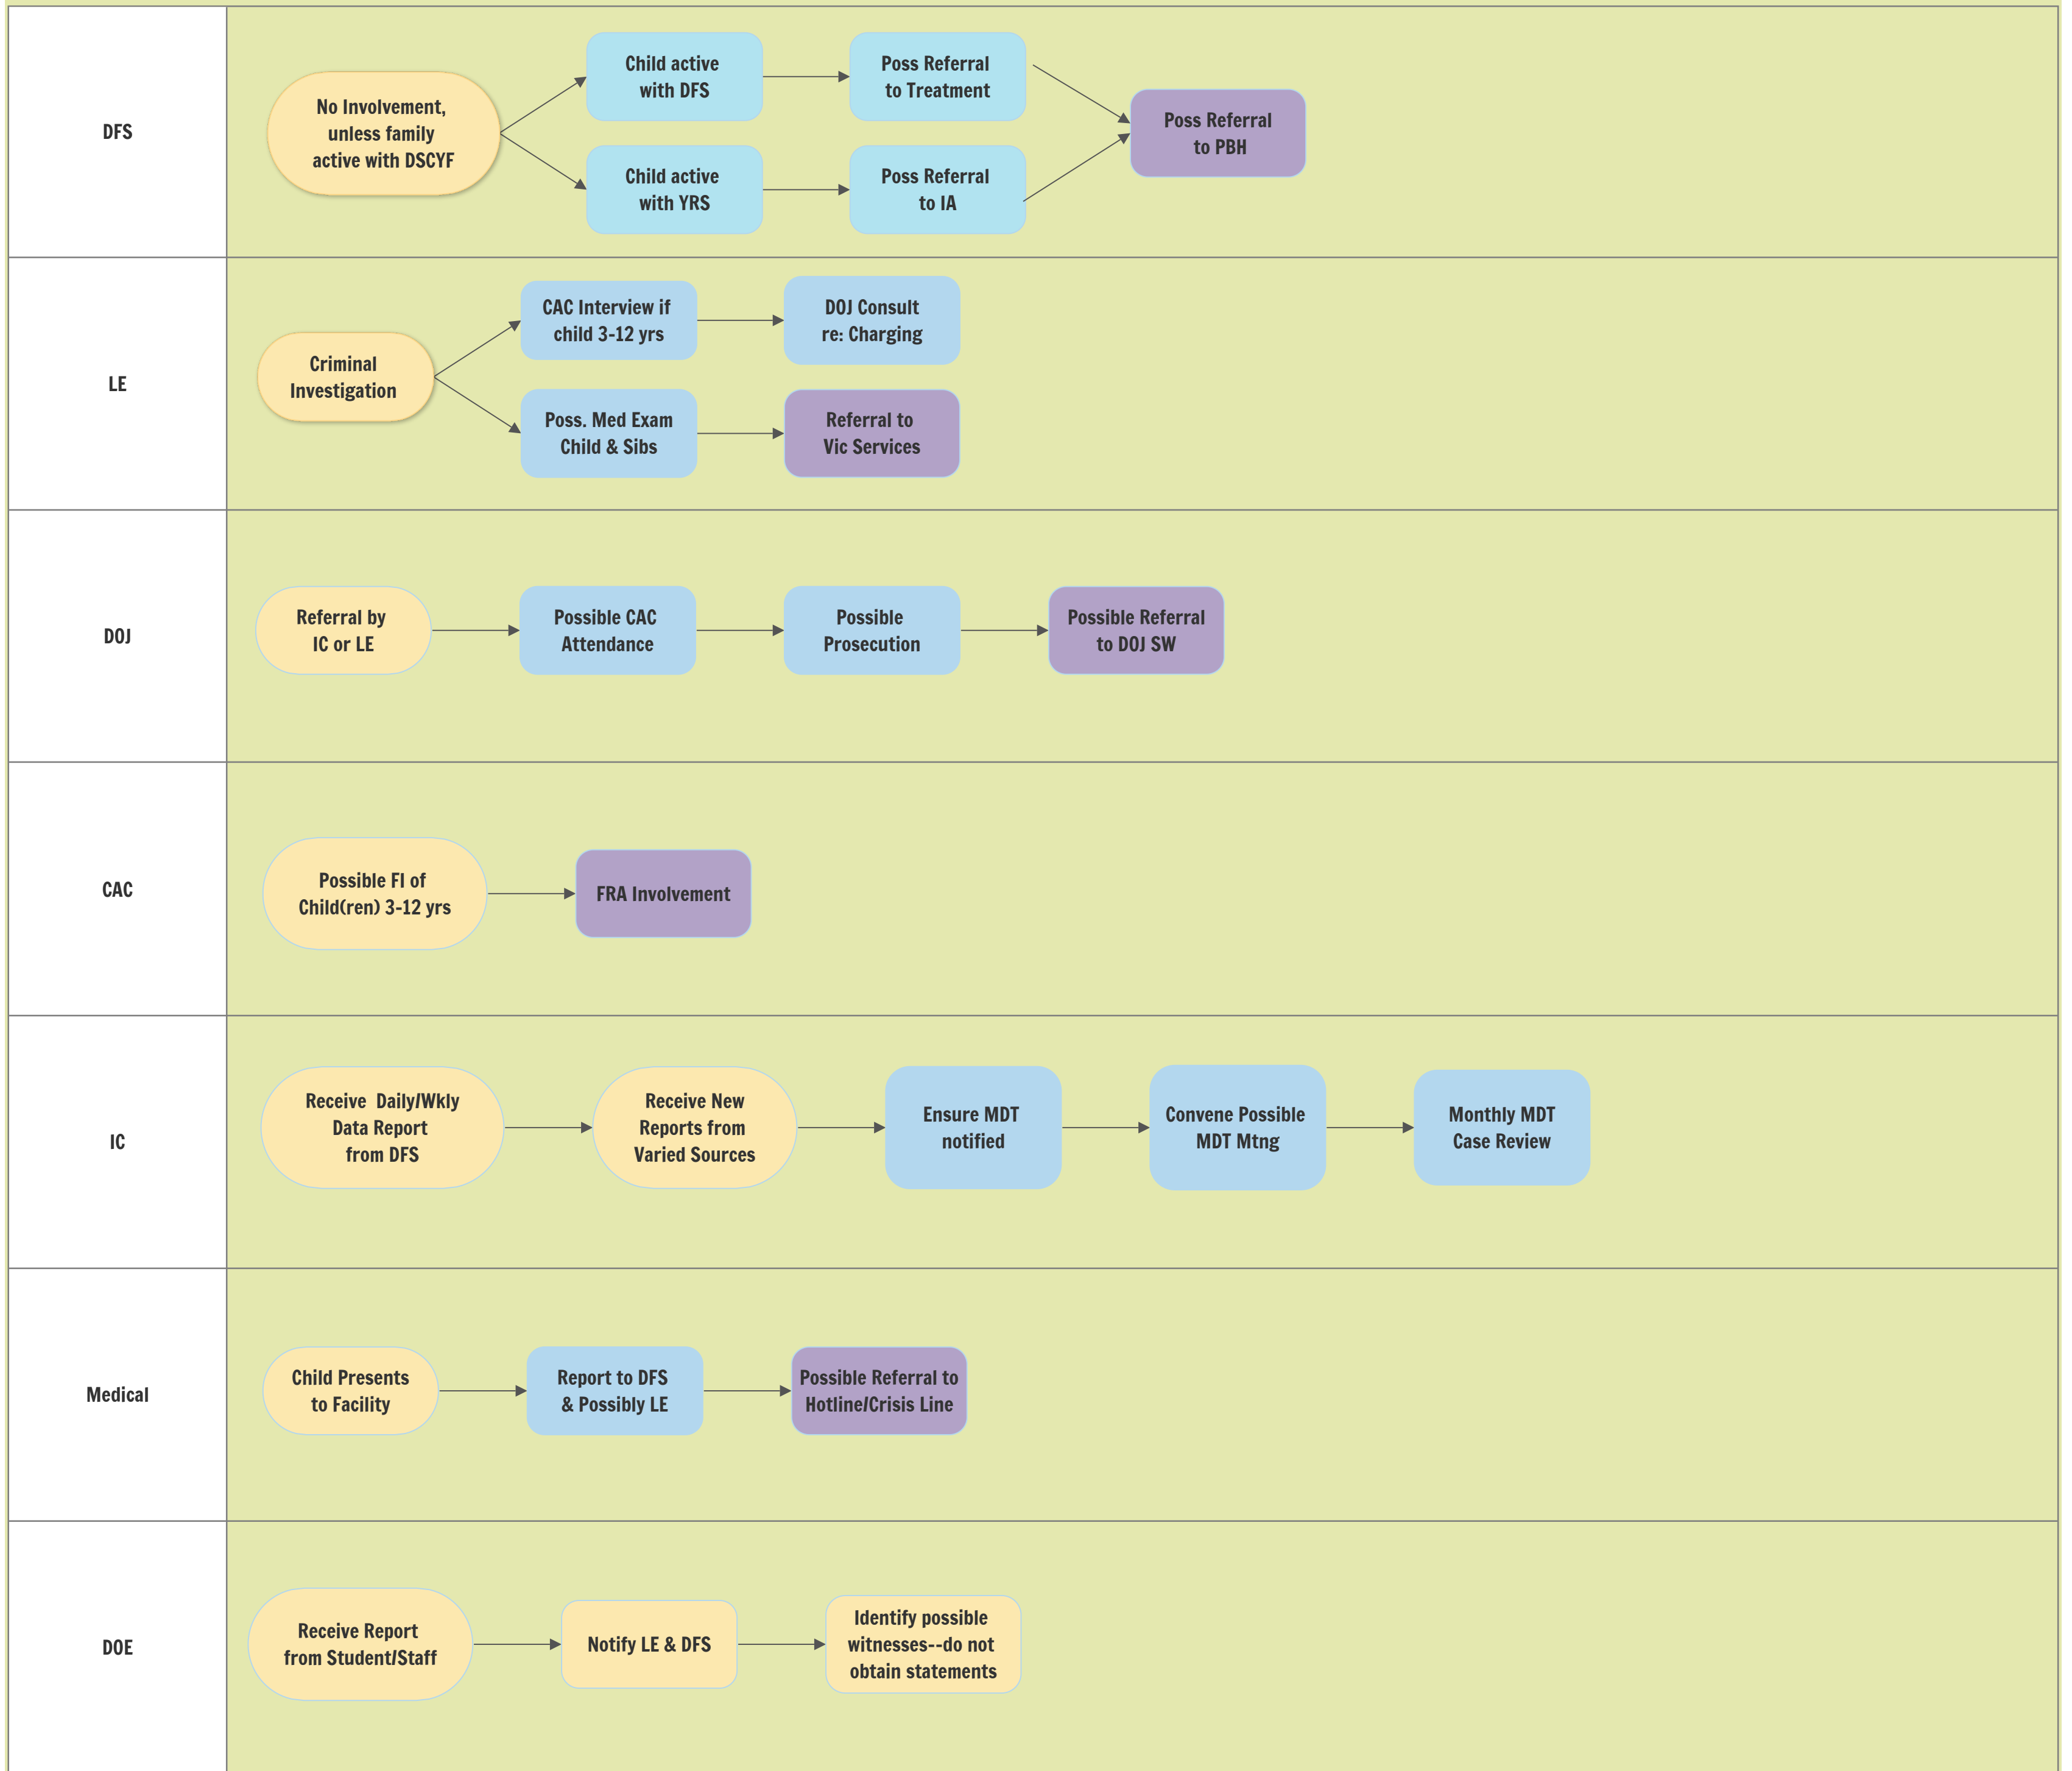 DFS
No Involvement,
unless family
active with DSCYF
Child active
with DFS
Poss Referral
to Treatment
Child active
with YRS
Poss Referral
to IA
Poss Referral
to PBH
LE
Criminal
Investigation
CAC Interview if
child 3-12 yrs
DOJ Consult
re: Charging
Poss. Med Exam
Child & Sibs
Referral to
Vic Services
DOJ
Referral by
IC or LE
Possible CAC
Attendance
Possible
Prosecution
Possible Referral
to DOJ SW
CAC
Possible FI of
Child(ren) 3-12 yrs
FRA Involvement
IC
Receive  Daily/Wkly
Data Report
from DFS
Receive New
Reports from
Varied Sources
Ensure MDT
notified
Convene Possible
MDT Mtng
Monthly MDT
Case Review
Medical
Child Presents
to Facility
Report to DFS
& Possibly LE
Possible Referral to
Hotline/Crisis Line
DOE
Receive Report
from Student/Staff
Notify LE & DFS
Identify possible
witnesses--do not
obtain statements